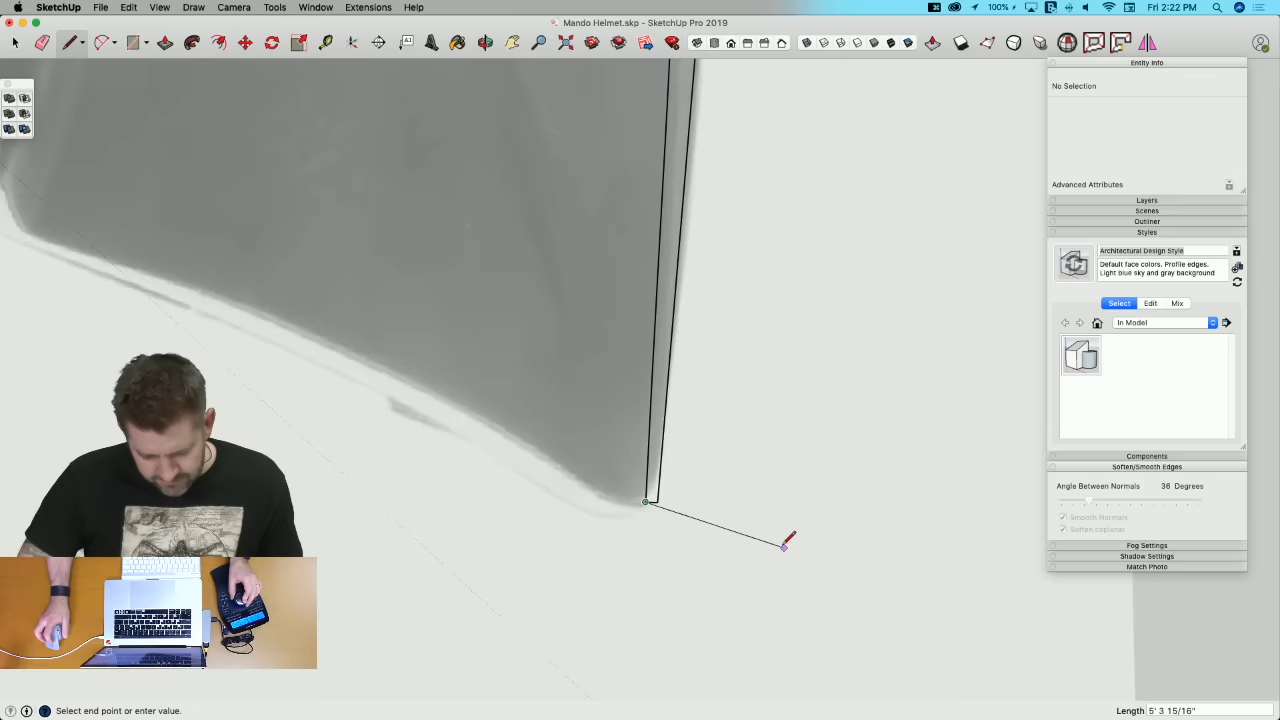 SketchUp File Edit View Draw Camera Tools Window Extensions Help
100% Fri 2:22 PM
Mando Helmet.skp - SketchUp Pro 2019
Entity Info
No Selection
Advanced Attributes
Layers
Scenes
Outliner
Styles
Architectural Design Style
Default face colors. Profile edges.
Light blue sky and gray background
Select Edit Mix
In Model
Components
Soften/Smooth Edges
Angle Between Normals 36 Degrees
Smooth Normals
Soften coplanar
Fog Settings
Shadow Settings
Match Photo
Select end point or enter value.
Length 5' 3 15/16"